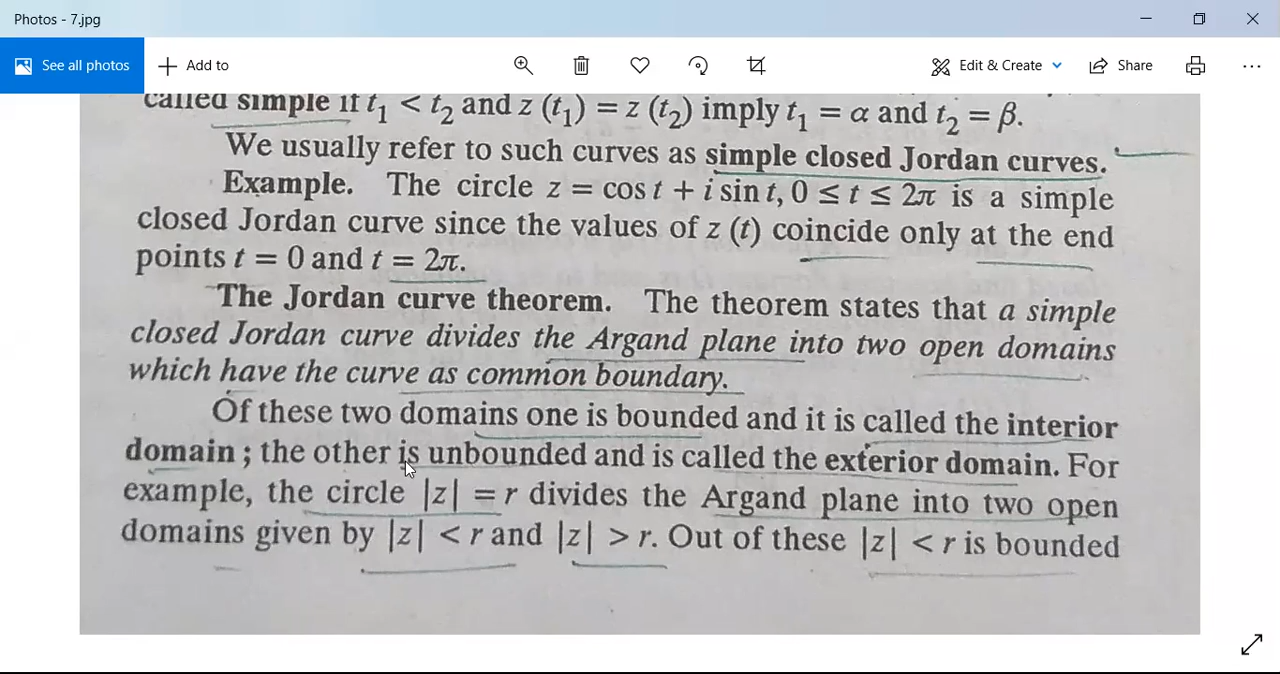 Photos - 7.jpg
See all photos
Add to
Edit & Create
Share
called simple if t₁ < t₂ and z (t₁) = z (t₂) imply t₁ = α and t₂ = β.
We usually refer to such curves as simple closed Jordan curves.
Example. The circle z = cos t + i sin t, 0 ≤ t ≤ 2π is a simple
closed Jordan curve since the values of z (t) coincide only at the end
points t = 0 and t = 2π.
The Jordan curve theorem. The theorem states that a simple
closed Jordan curve divides the Argand plane into two open domains
which have the curve as common boundary.
Of these two domains one is bounded and it is called the interior
domain ; the other is unbounded and is called the exterior domain. For
example, the circle |z| = r divides the Argand plane into two open
domains given by |z| < r and |z| > r. Out of these |z| < r is bounded